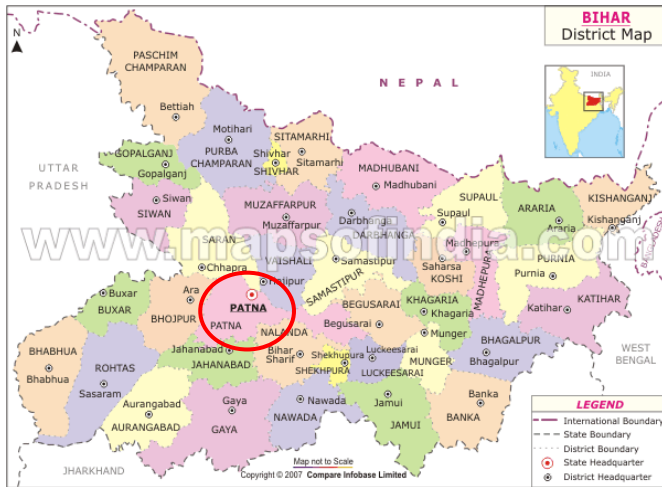 BIHAR
District Map
N
INDIA
NEPAL
UTTAR
PRADESH
PASCHIM
CHAMPARAN
Bettiah
Motihari
PURBA
CHAMPARAN
SITAMARHI
Shivhar
Sitamarhi
SHIVHAR
GOPALGANJ
Gopalganj
Siwan
SIWAN
MUZAFFARPUR
Muzaffarpur
MADHUBANI
Madhubani
SUPAUL
Supaul
ARARIA
Araria
KISHANGANJ
Kishanganj
Darbhanga
DARBHANGA
SARAN
www.mapsofindia.com
Chhapra
VAISHALI
Hajipur
Samastipur
SAMASTIPUR
Madhepura
MADHEPURA
Saharsa
KOSHI
PURNIA
Purnia
Buxar
BUXAR
Ara
BHOJPUR
PATNA
PATNA
NALANDA
BEGUSARAI
Begusarai
KHAGARIA
Khagaria
Munger
MUNGER
Katihar
KATIHAR
BHABHUA
Bhabhua
ROHTAS
Sasaram
Jahanabad
JAHANABAD
Bihar
Sharif
Shekhupura
SHEKHPURA
Luckeesarai
LUCKEESARAI
BHAGALPUR
Bhagalpur
WEST
BENGAL
Aurangabad
AURANGABAD
Gaya
GAYA
Nawada
NAWADA
Jamui
JAMUI
Banka
BANKA
JHARKHAND
Map not to Scale
Copyright © 2007 Compare Infobase Limited
LEGEND
International Boundary
State Boundary
District Boundary
State Headquarter
District Headquarter